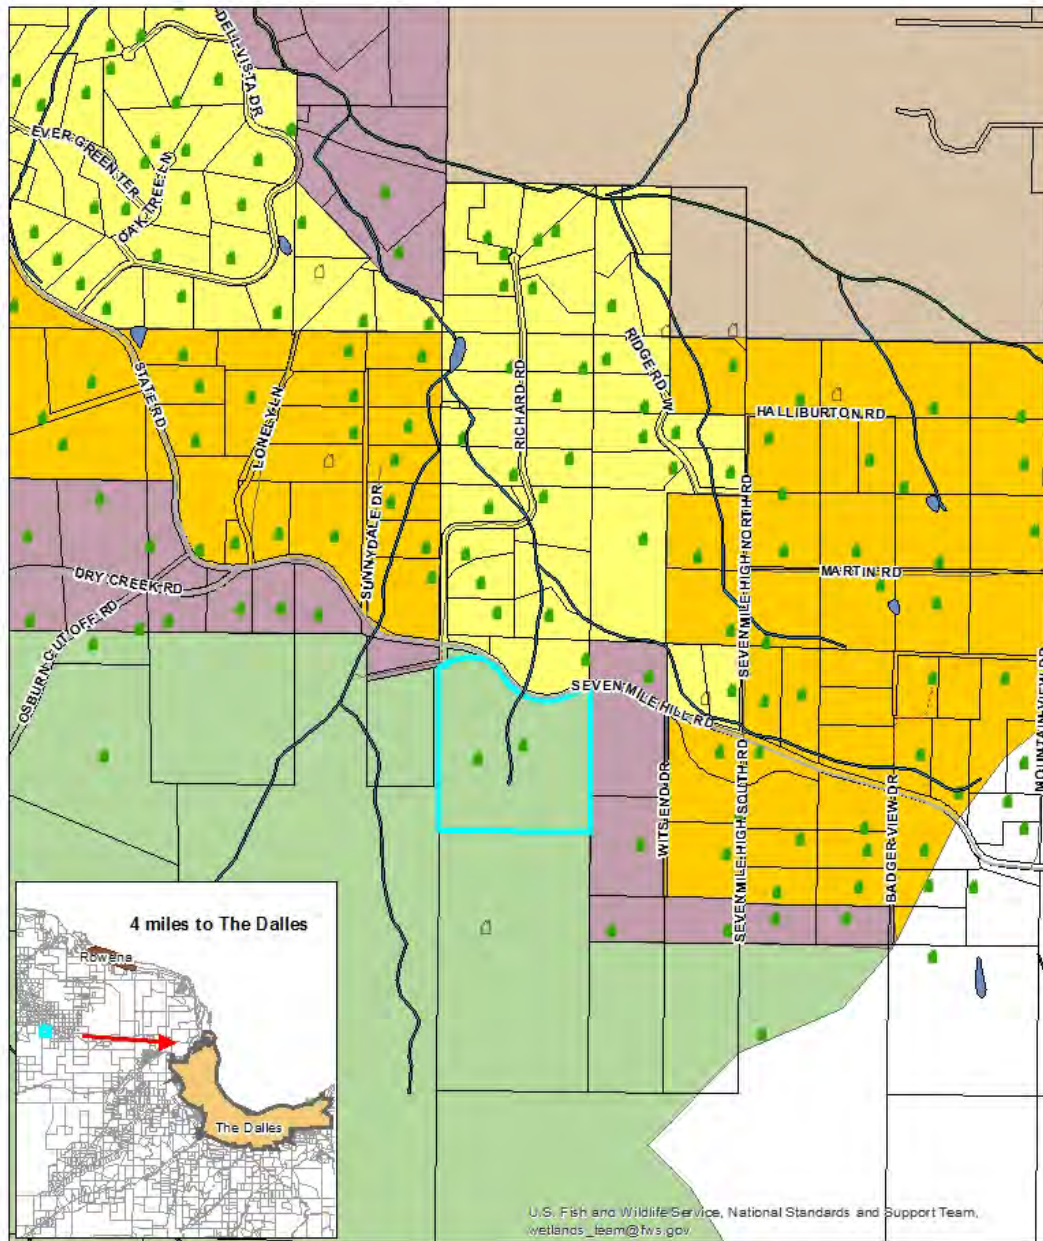 DELL VISTA DR
EVERGREEN TER
OAK TREE LN
STATE RD
LONELY LN
SUNNYDALE DR
RICHARD RD
RIDGE RD W
HALLIBURTON RD
SEVEN MILE HIGH NORTH RD
MARTIN RD
DRY CREEK RD
OSBURN CUT OFF RD
SEVEN MILE HILL RD
MOUNTAIN VIEW DR
WITS END DR
SEVEN MILE HIGH SOUTH RD
BADGER VIEW DR
4 miles to The Dalles
Rowena
The Dalles
U.S. Fish and Wildlife Service, National Standards and Support Team,
wetlands_team@fws.gov